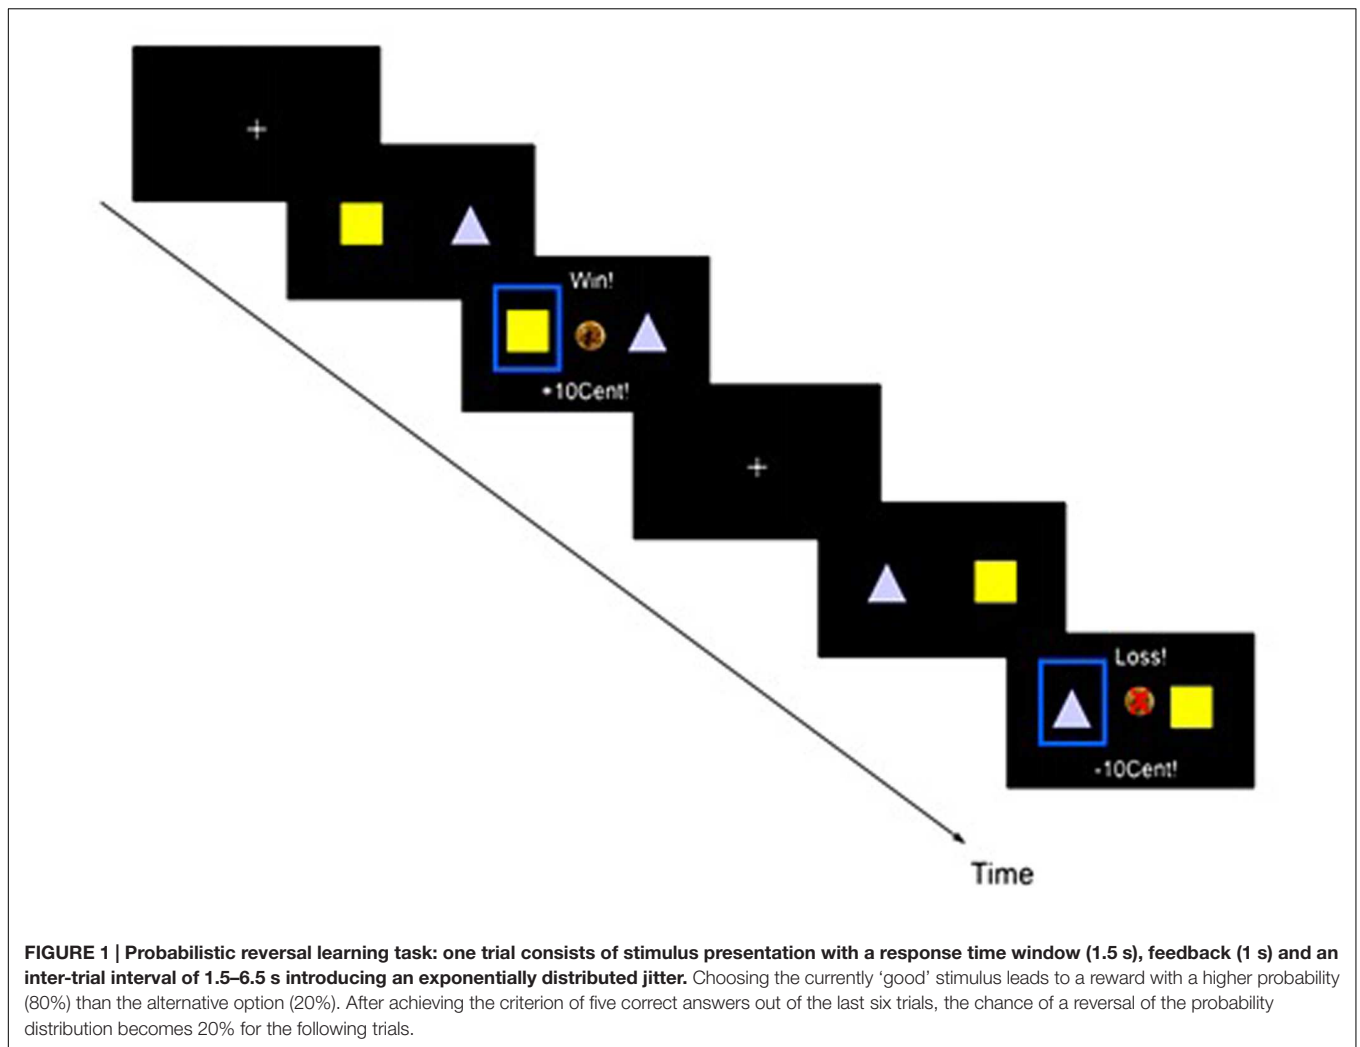 Win!
+10Cent!
Loss!
-10Cent!
Time
FIGURE 1 | Probabilistic reversal learning task: one trial consists of stimulus presentation with a response time window (1.5 s), feedback (1 s) and an
inter-trial interval of 1.5–6.5 s introducing an exponentially distributed jitter. Choosing the currently ‘good’ stimulus leads to a reward with a higher probability
(80%) than the alternative option (20%). After achieving the criterion of five correct answers out of the last six trials, the chance of a reversal of the probability
distribution becomes 20% for the following trials.